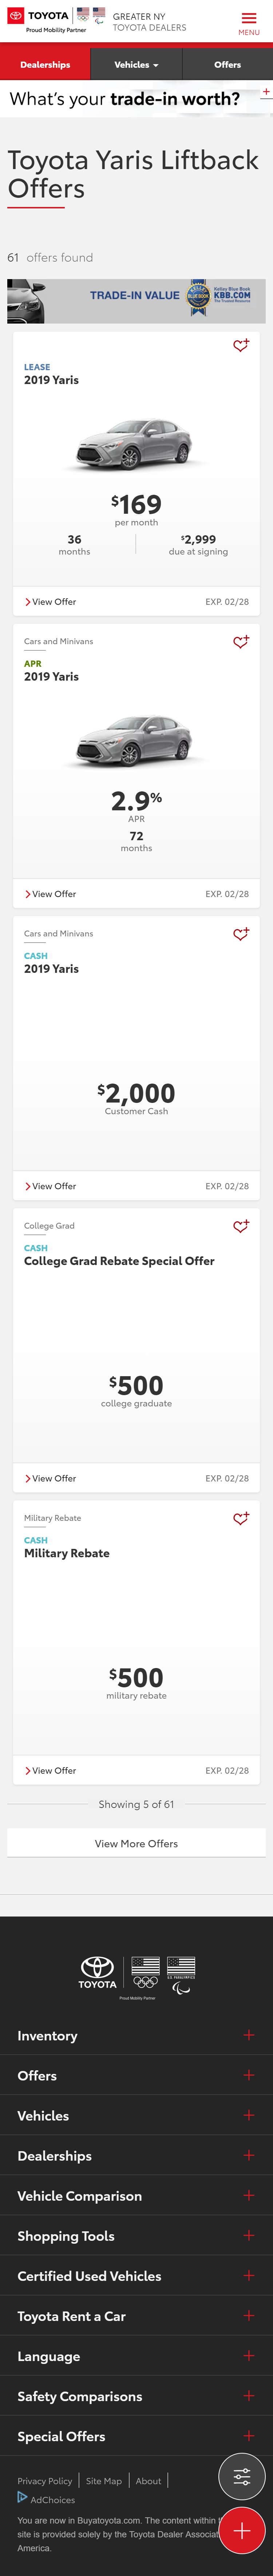 TOYOTA
Proud Mobility Partner
GREATER NY
TOYOTA DEALERS
MENU
Dealerships
Vehicles
Offers
What's your trade-in worth?
Toyota Yaris Liftback
Offers
61 offers found
TRADE-IN VALUE
Kelley Blue Book
KBB.COM
The Trusted Resource
LEASE
2019 Yaris
$169
per month
36
months
$2,999
due at signing
View Offer
EXP. 02/28
Cars and Minivans
APR
2019 Yaris
2.9%
APR
72
months
View Offer
EXP. 02/28
Cars and Minivans
CASH
2019 Yaris
$2,000
Customer Cash
View Offer
EXP. 02/28
College Grad
CASH
College Grad Rebate Special Offer
$500
college graduate
View Offer
EXP. 02/28
Military Rebate
CASH
Military Rebate
$500
military rebate
View Offer
EXP. 02/28
Showing 5 of 61
View More Offers
TOYOTA
U.S. PARALYMPICS
Proud Mobility Partner
Inventory
Offers
Vehicles
Dealerships
Vehicle Comparison
Shopping Tools
Certified Used Vehicles
Toyota Rent a Car
Language
Safety Comparisons
Special Offers
Privacy Policy
Site Map
About
AdChoices
You are now in Buyatoyota.com. The content within
site is provided solely by the Toyota Dealer
America.